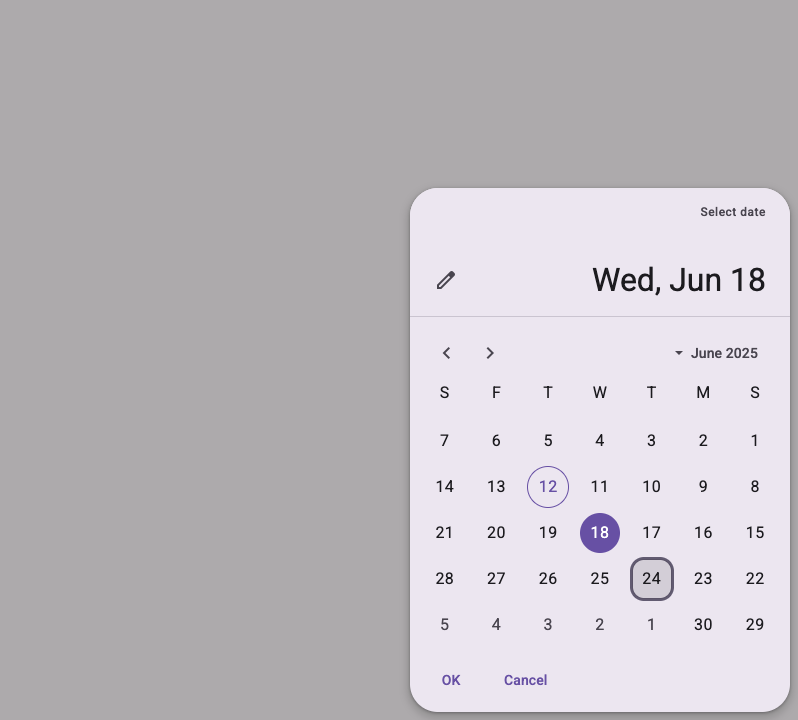 Select date
Wed, Jun 18
June 2025
S F T W T M S
7 6 5 4 3 2 1
14 13 12 11 10 9 8
21 20 19 18 17 16 15
28 27 26 25 24 23 22
5 4 3 2 1 30 29
OK Cancel